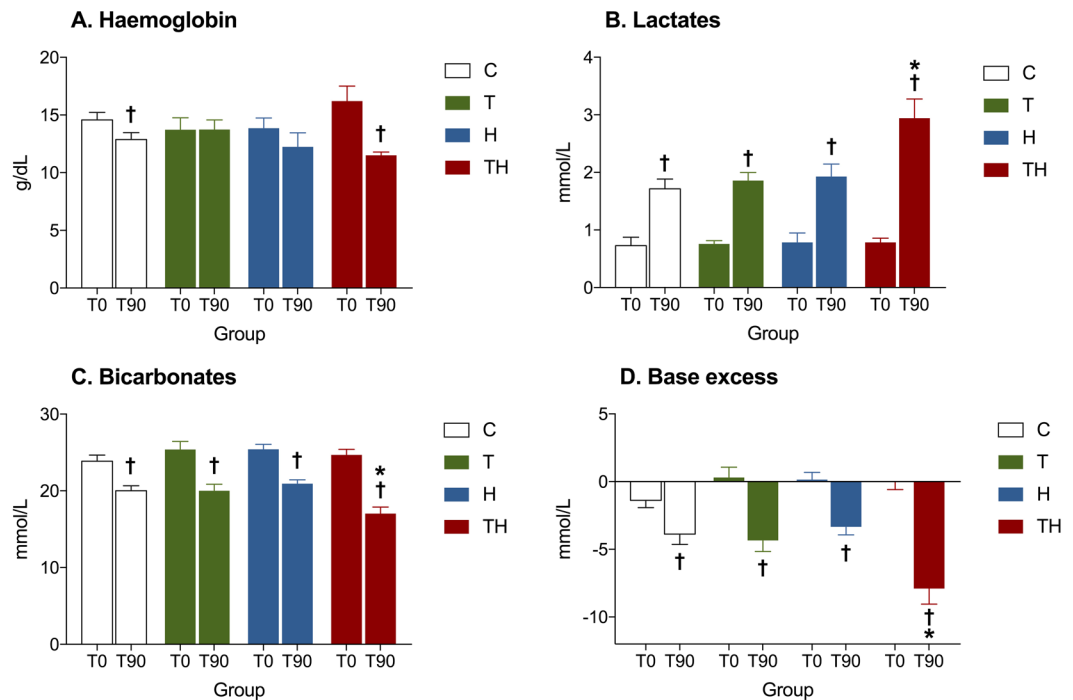 A. Haemoglobin
20
15
10
5
0
g/dL
†
†
T0 T90 T0 T90 T0 T90 T0 T90
Group
C
T
H
TH
B. Lactates
4
3
2
1
0
mmol/L
†
†
†
*
†
T0 T90 T0 T90 T0 T90 T0 T90
Group
C
T
H
TH
C. Bicarbonates
30
20
10
0
mmol/L
†
†
†
*
†
T0 T90 T0 T90 T0 T90 T0 T90
Group
C
T
H
TH
D. Base excess
5
0
-5
-10
mmol/L
†
†
†
†
*
T0 T90 T0 T90 T0 T90 T0 T90
Group
C
T
H
TH